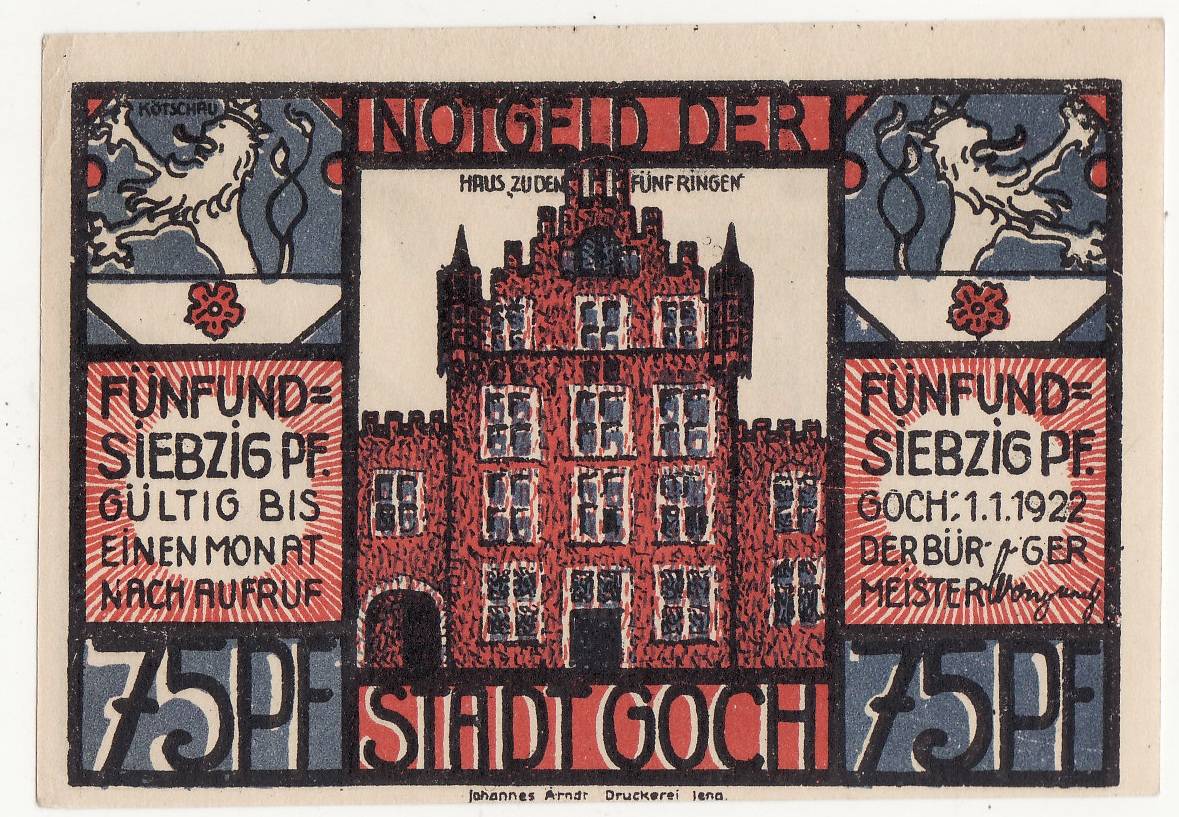 KÖTSCHAU
NOTGELD DER
HAUS „ZU DEN FÜNF RINGEN“
FÜNFUND=
SIEBZIG PF.
GÜLTIG BIS
EINEN MONAT
NACH AUFRUF
75 PF
FÜNFUND=
SIEBZIG PF.
GOCH: 1.1.1922
DER BÜR-GER
MEISTER
75 PF
STADT GOCH
Johannes Arndt Druckerei Jena.